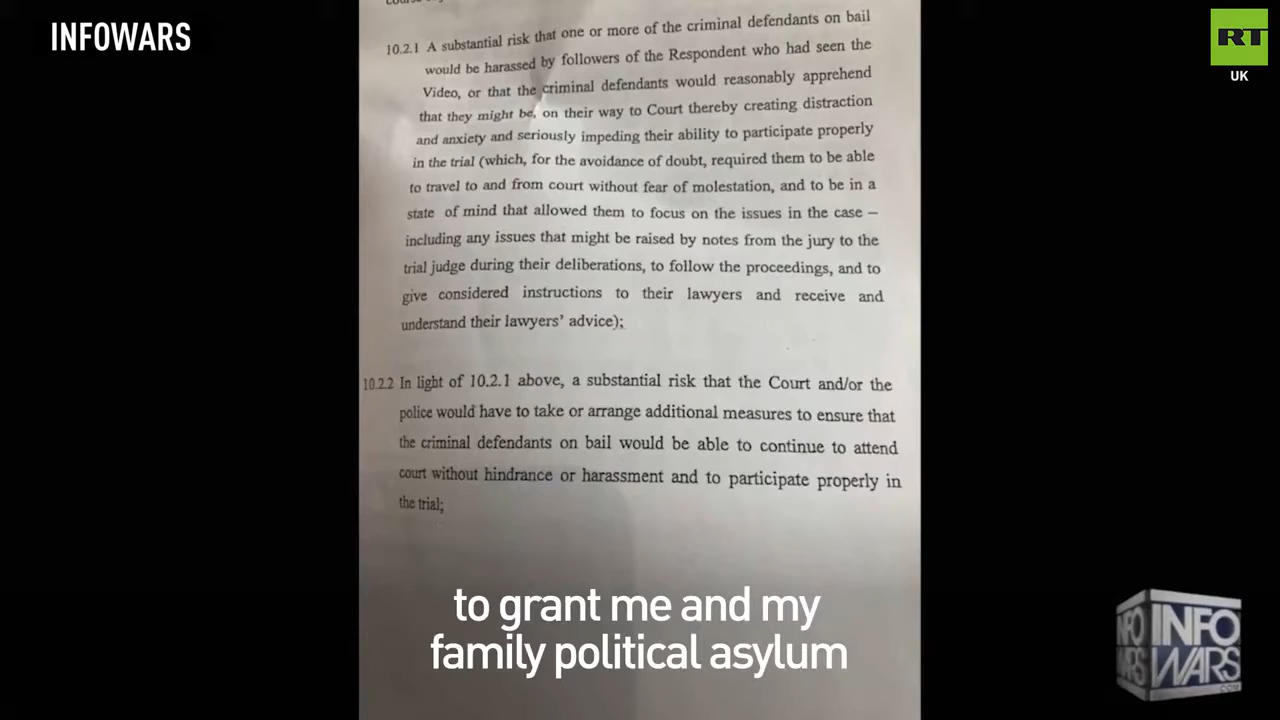 INFOWARS
RT
UK
10.2.1 A substantial risk that one or more of the criminal defendants on bail
would be harassed by followers of the Respondent who had seen the
Video, or that the criminal defendants would reasonably apprehend
that they might be, on their way to Court thereby creating distraction
and anxiety and seriously impeding their ability to participate properly
in the trial (which, for the avoidance of doubt, required them to be able
to travel to and from court without fear of molestation, and to be in a
state of mind that allowed them to focus on the issues in the case –
including any issues that might be raised by notes from the jury to the
trial judge during their deliberations, to follow the proceedings, and to
give considered instructions to their lawyers and receive and
understand their lawyers' advice);
10.2.2 In light of 10.2.1 above, a substantial risk that the Court and/or the
police would have to take or arrange additional measures to ensure that
the criminal defendants on bail would be able to continue to attend
court without hindrance or harassment and to participate properly in
the trial;
to grant me and my
family political asylum
INFO
WARS
INFO
WARS
.COM